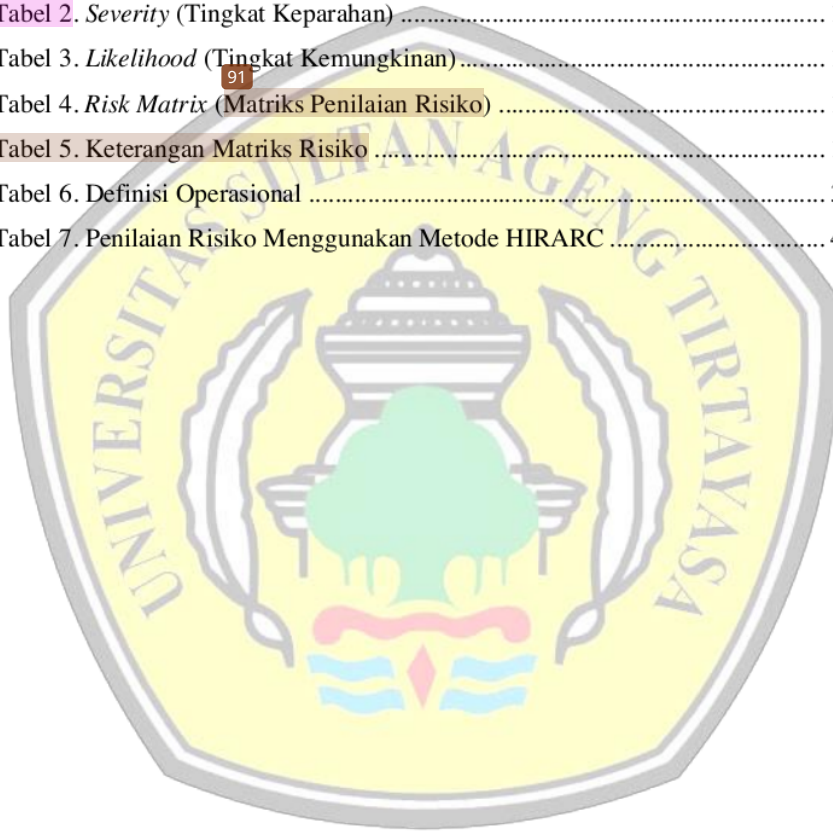 Tabel 2. Severity (Tingkat Keparahan) ................................................................
Tabel 3. Likelihood (Tingkat Kemungkinan) ........................................................
91
Tabel 4. Risk Matrix (Matriks Penilaian Risiko) ..................................................
Tabel 5. Keterangan Matriks Risiko .....................................................................
Tabel 6. Definisi Operasional ...............................................................................
Tabel 7. Penilaian Risiko Menggunakan Metode HIRARC .................................
UNIVERSITAS SULTAN AGENG TIRTAYASA